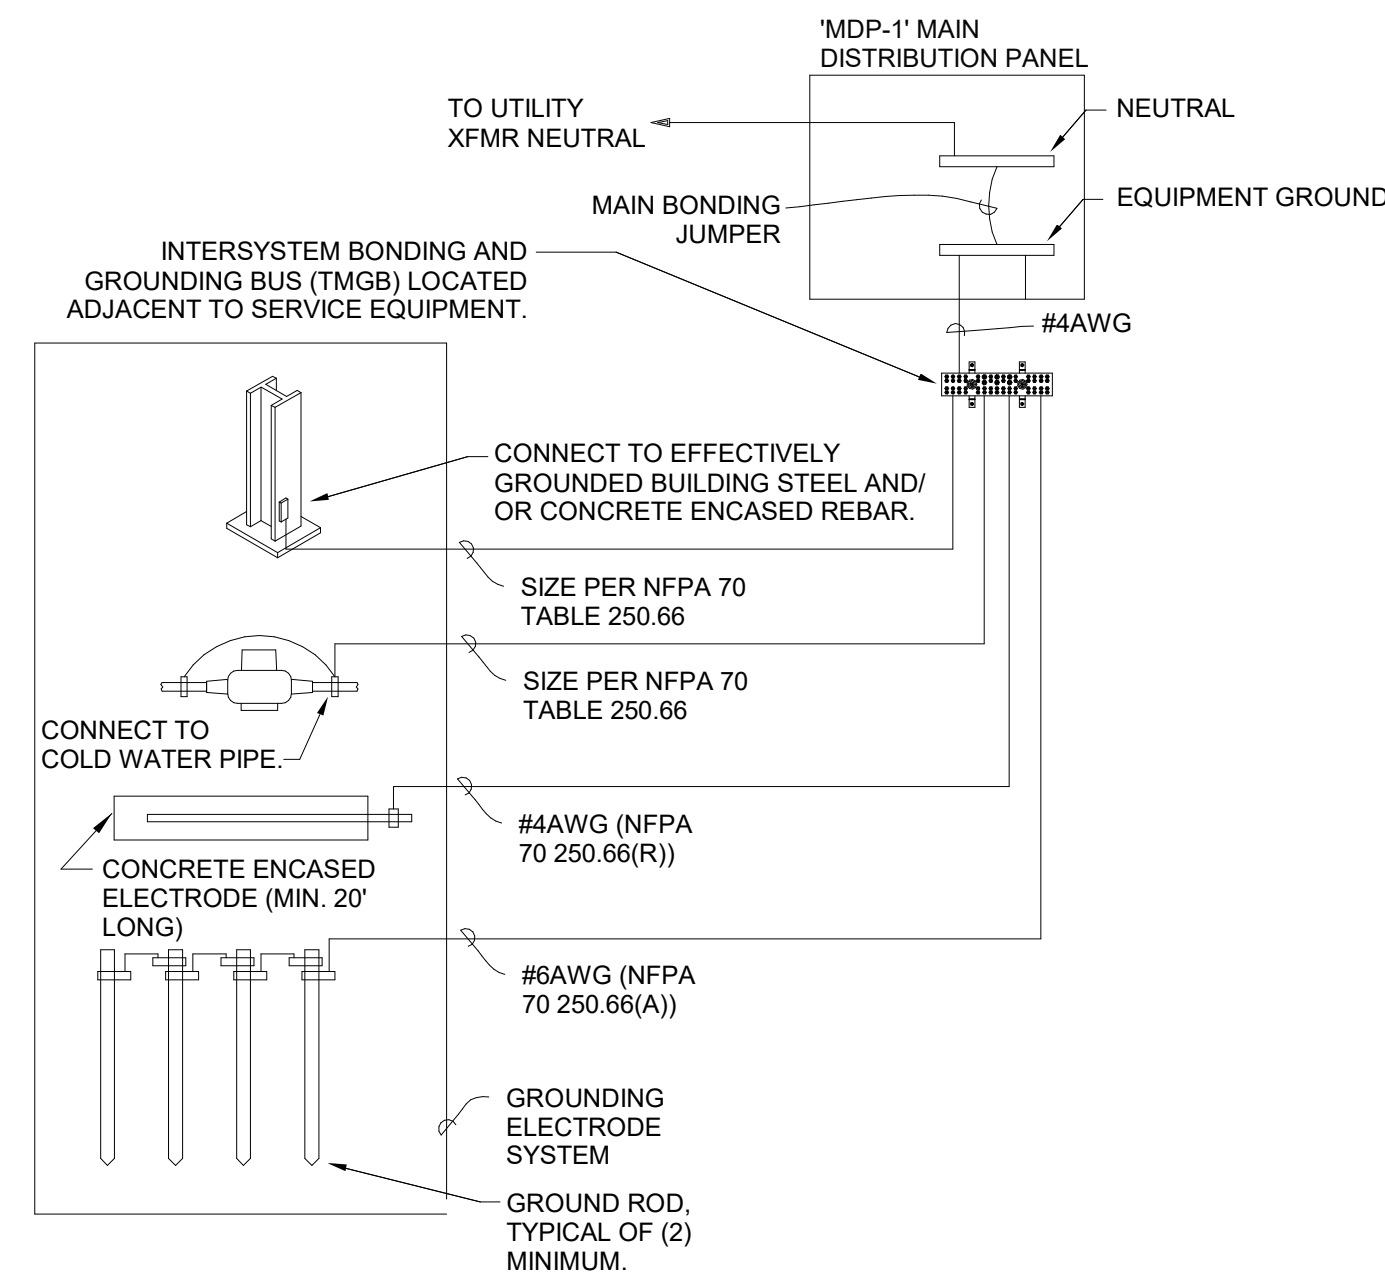 'MDP-1' MAIN
DISTRIBUTION PANEL
TO UTILITY
XFMR NEUTRAL
NEUTRAL
MAIN BONDING
JUMPER
EQUIPMENT GROUND
INTERSYSTEM BONDING AND
GROUNDING BUS (TMGB) LOCATED
ADJACENT TO SERVICE EQUIPMENT.
#4AWG
CONNECT TO EFFECTIVELY
GROUNDED BUILDING STEEL AND/
OR CONCRETE ENCASED REBAR.
SIZE PER NFPA 70
TABLE 250.66
SIZE PER NFPA 70
TABLE 250.66
CONNECT TO
COLD WATER PIPE.
#4AWG (NFPA
70 250.66(R))
CONCRETE ENCASED
ELECTRODE (MIN. 20'
LONG)
#6AWG (NFPA
70 250.66(A))
GROUNDING
ELECTRODE
SYSTEM
GROUND ROD,
TYPICAL OF (2)
MINIMUM.